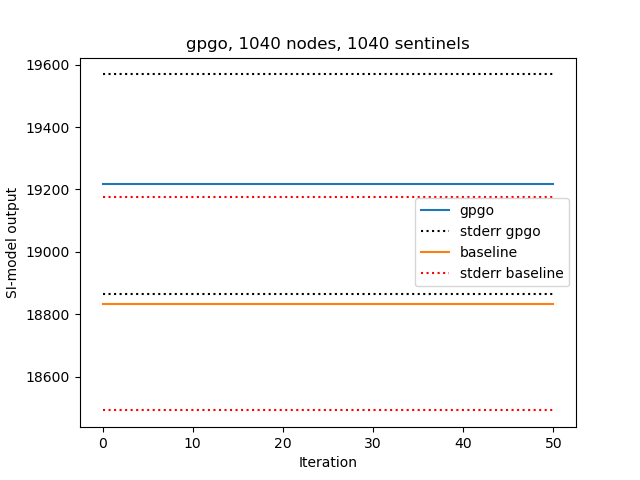 gpgo, 1040 nodes, 1040 sentinels
19600
19400
19200
19000
18800
18600
SI-model output
gpgo
stderr gpgo
baseline
stderr baseline
0 10 20 30 40 50
Iteration